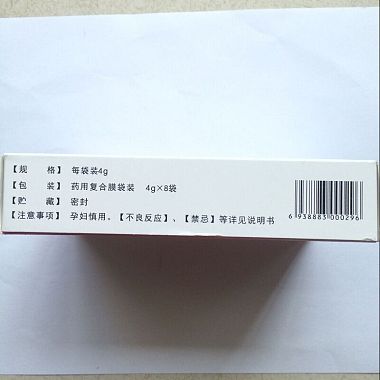 【规　　格】 每袋装4g
【包　　装】 药用复合膜袋装　4g×8袋
【贮　　藏】 密封
【注意事项】 孕妇慎用。【不良反应】、【禁忌】等详见说明书
6 938883 000296